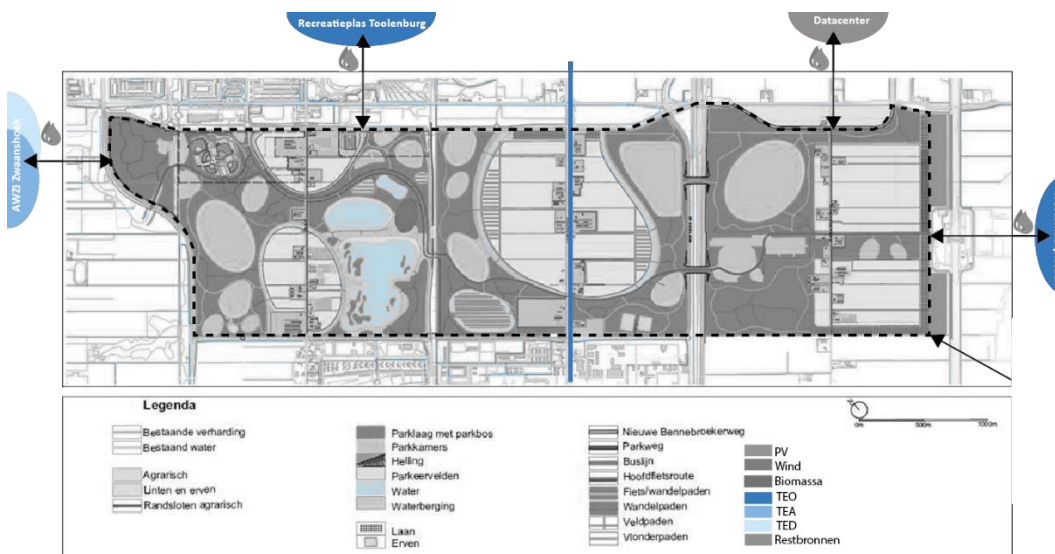 Recreatieplas Toolenburg
Datacenter
AWZI Zwaanshoek
Legenda
Bestaande verharding
Bestaand water
Agrarisch
Linten en erven
Randsloten agrarisch
Parklaag met parkbos
Parkkamers
Helling
Parkeervelden
Water
Waterberging
Laan
Erven
Nieuwe Bennebroekerweg
Parkweg
Buslijn
Hoofdfietsroute
Fiets/wandelpaden
Wandelpaden
Veldpaden
Vlonderpaden
PV
Wind
Biomassa
TEO
TEA
TED
Restbronnen
0m 500m 1000m